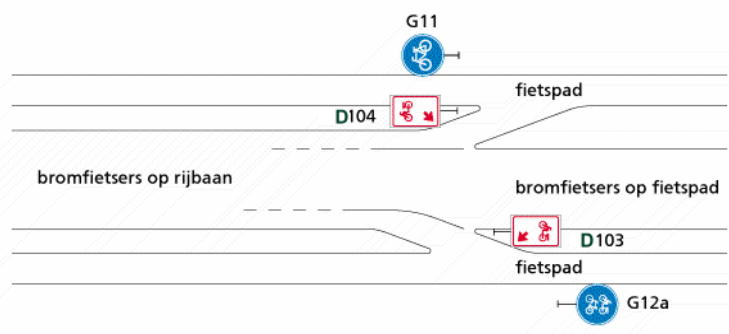 G11
fietspad
D104
bromfietsers op rijbaan
bromfietsers op fietspad
D103
fietspad
G12a